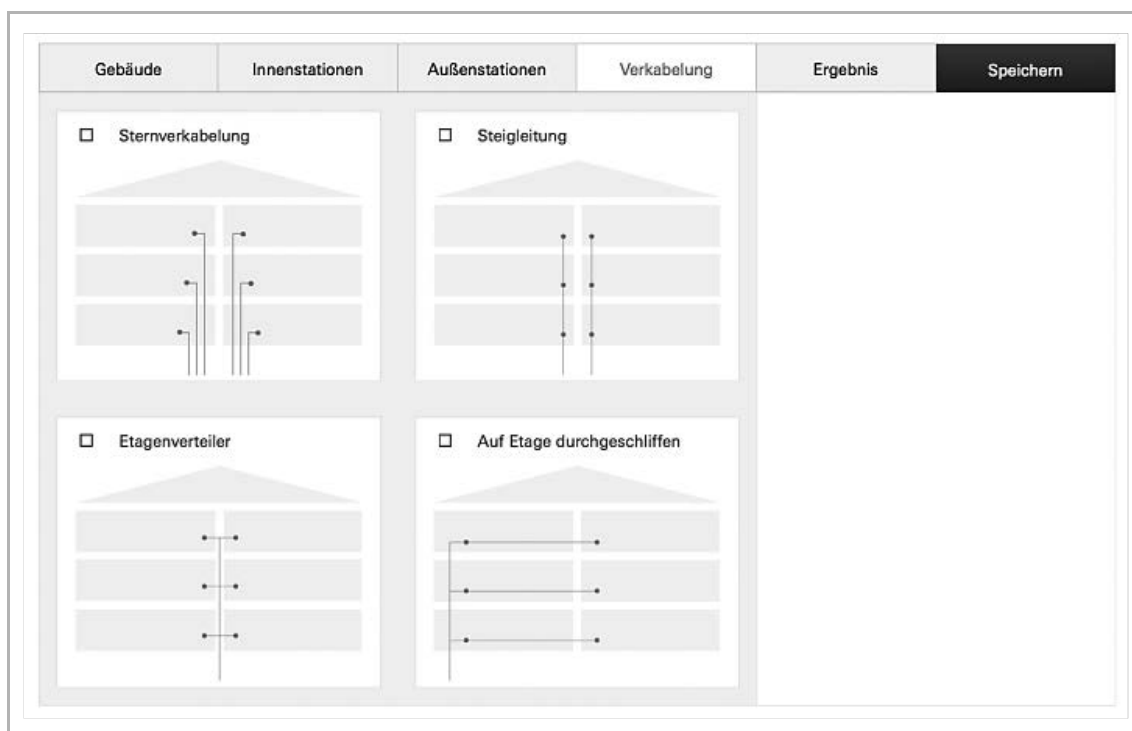 Gebäude Innenstationen Außenstationen Verkabelung Ergebnis Speichern
Sternverkabelung
Steigleitung
Etagenverteiler
Auf Etage durchgeschliffen